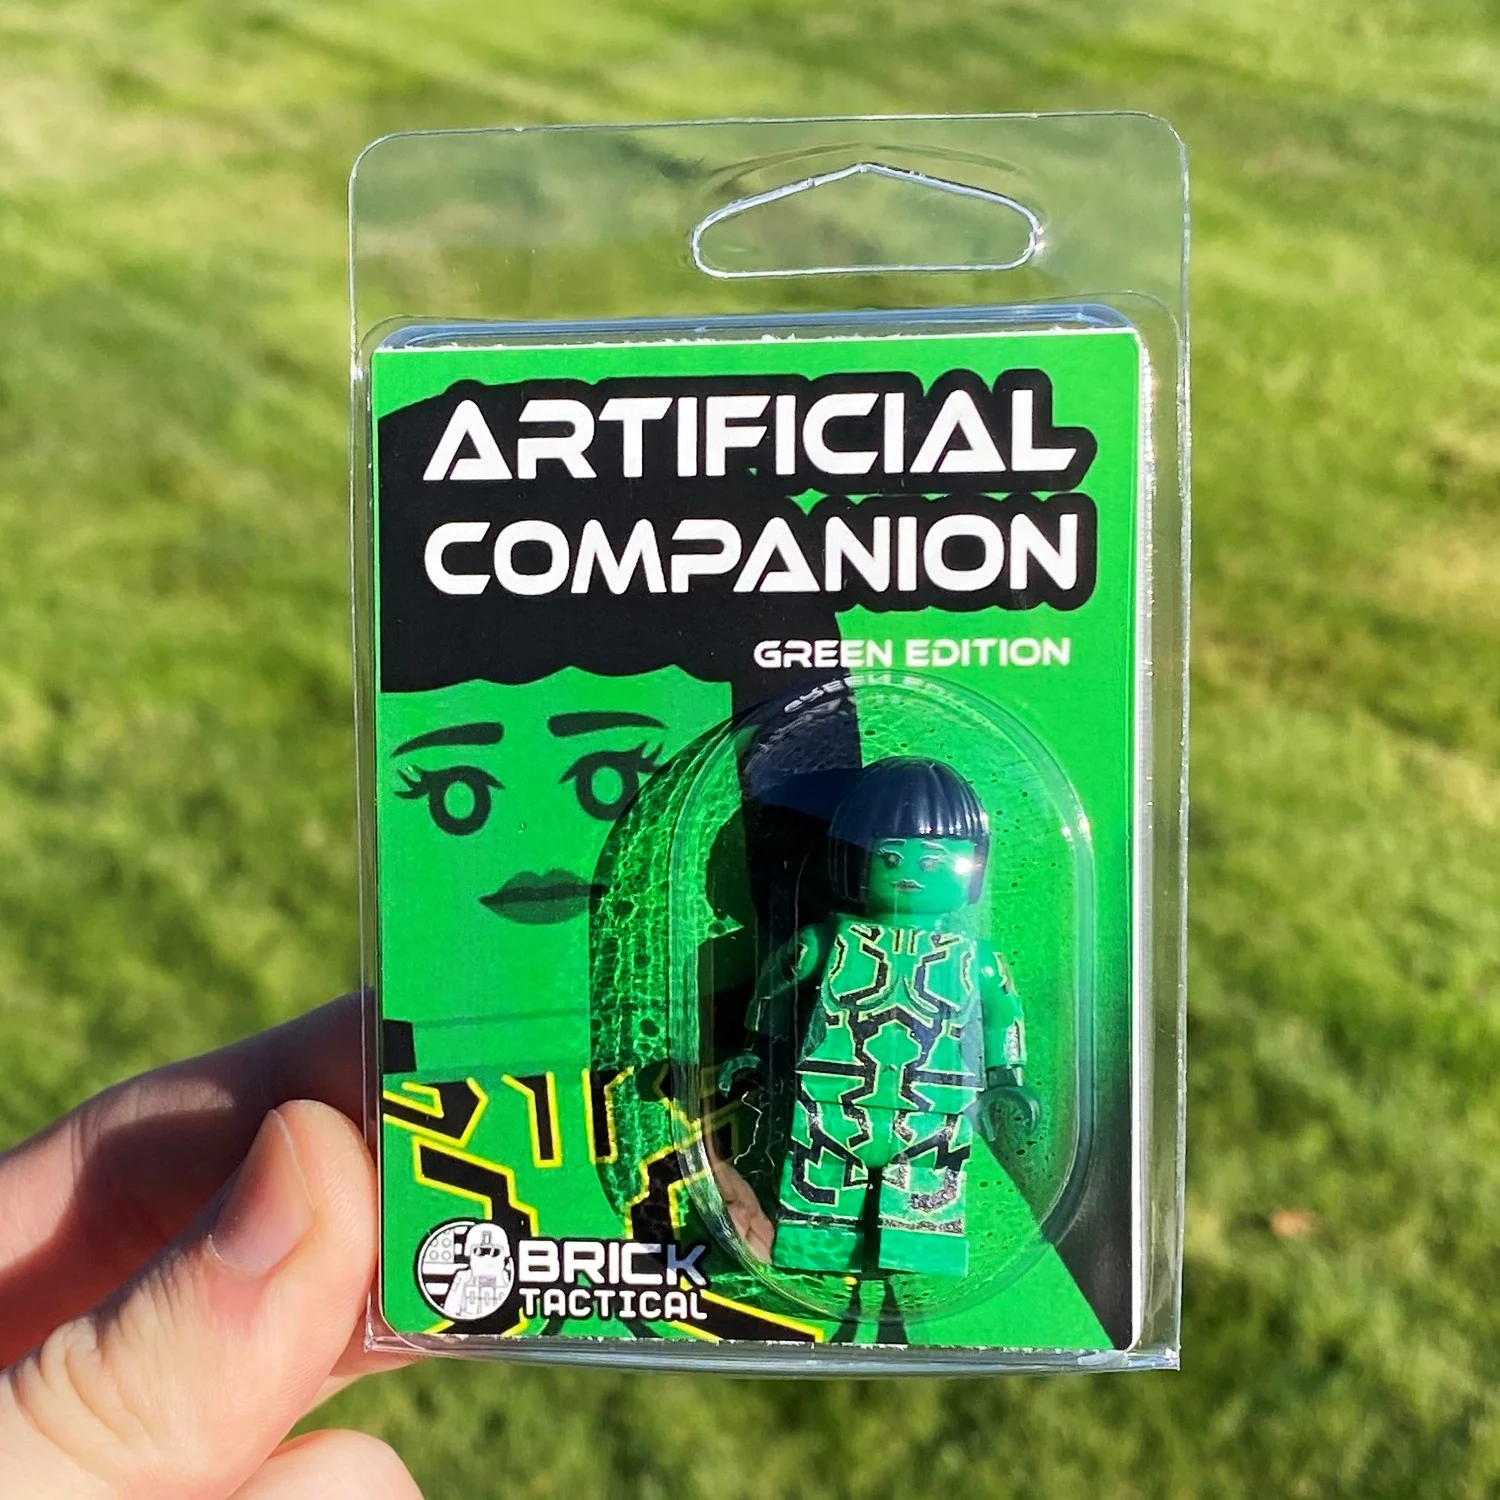 ARTIFICIAL
COMPANION
GREEN EDITION
BRICK
TACTICAL